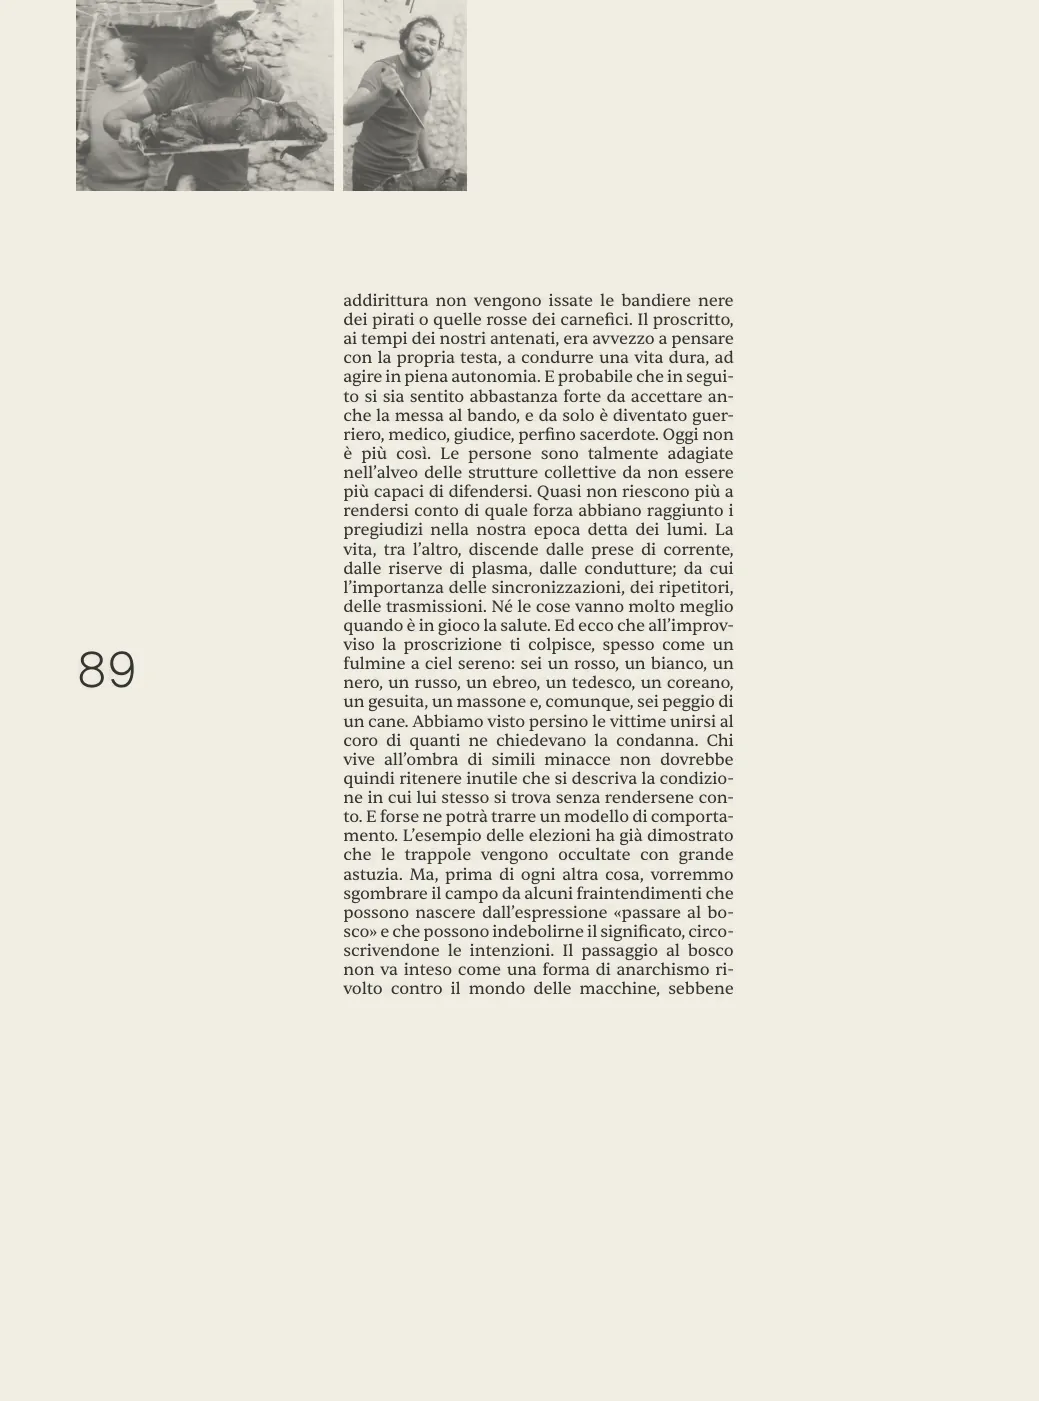 addirittura non vengono issate le bandiere nere
dei pirati o quelle rosse dei carnefici. Il proscritto,
ai tempi dei nostri antenati, era avvezzo a pensare
con la propria testa, a condurre una vita dura, ad
agire in piena autonomia. E probabile che in segui-
to si sia sentito abbastanza forte da accettare an-
che la messa al bando, e da solo è diventato guer-
riero, medico, giudice, perfino sacerdote. Oggi non
è più così. Le persone sono talmente adagiate
nell’alveo delle strutture collettive da non essere
più capaci di difendersi. Quasi non riescono più a
rendersi conto di quale forza abbiano raggiunto i
pregiudizi nella nostra epoca detta dei lumi. La
vita, tra l’altro, discende dalle prese di corrente,
dalle riserve di plasma, dalle condutture; da cui
l’importanza delle sincronizzazioni, dei ripetitori,
delle trasmissioni. Né le cose vanno molto meglio
quando è in gioco la salute. Ed ecco che all’improv-
viso la proscrizione ti colpisce, spesso come un
fulmine a ciel sereno: sei un rosso, un bianco, un
nero, un russo, un ebreo, un tedesco, un coreano,
un gesuita, un massone e, comunque, sei peggio di
un cane. Abbiamo visto persino le vittime unirsi al
coro di quanti ne chiedevano la condanna. Chi
vive all’ombra di simili minacce non dovrebbe
quindi ritenere inutile che si descriva la condizio-
ne in cui lui stesso si trova senza rendersene con-
to. E forse ne potrà trarre un modello di comporta-
mento. L’esempio delle elezioni ha già dimostrato
che le trappole vengono occultate con grande
astuzia. Ma, prima di ogni altra cosa, vorremmo
sgombrare il campo da alcuni fraintendimenti che
possono nascere dall’espressione «passare al bo-
sco» e che possono indebolirne il significato, circo-
scrivendone le intenzioni. Il passaggio al bosco
non va inteso come una forma di anarchismo ri-
volto contro il mondo delle macchine, sebbene
89